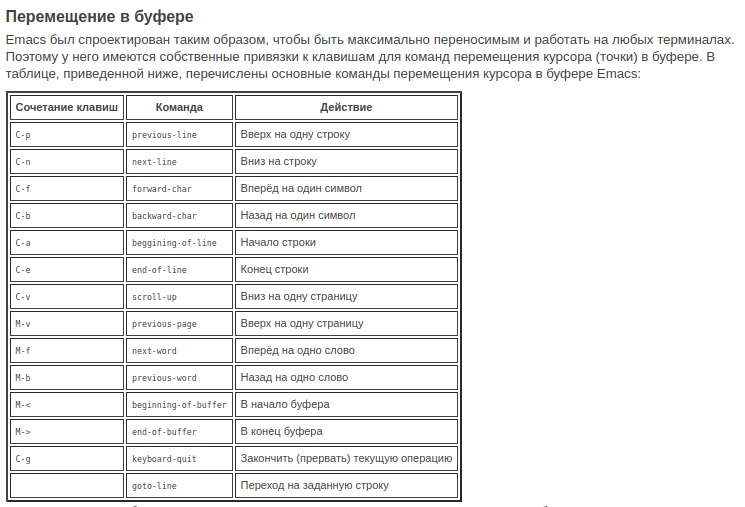 Перемещение в буфере
Emacs был спроектирован таким образом, чтобы быть максимально переносимым и работать на любых терминалах.
Поэтому у него имеются собственные привязки к клавишам для команд перемещения курсора (точки) в буфере. В
таблице, приведенной ниже, перечислены основные команды перемещения курсора в буфере Emacs:
Сочетание клавиш Команда Действие
C-p previous-line Вверх на одну строку
C-n next-line Вниз на строку
C-f forward-char Вперёд на один символ
C-b backward-char Назад на один символ
C-a beggining-of-line Начало строки
C-e end-of-line Конец строки
C-v scroll-up Вниз на одну страницу
M-v previous-page Вверх на одну страницу
M-f next-word Вперёд на одно слово
M-b previous-word Назад на одно слово
M-< beginning-of-buffer В начало буфера
M-> end-of-buffer В конец буфера
C-g keyboard-quit Закончить (прервать) текущую операцию
goto-line Переход на заданную строку